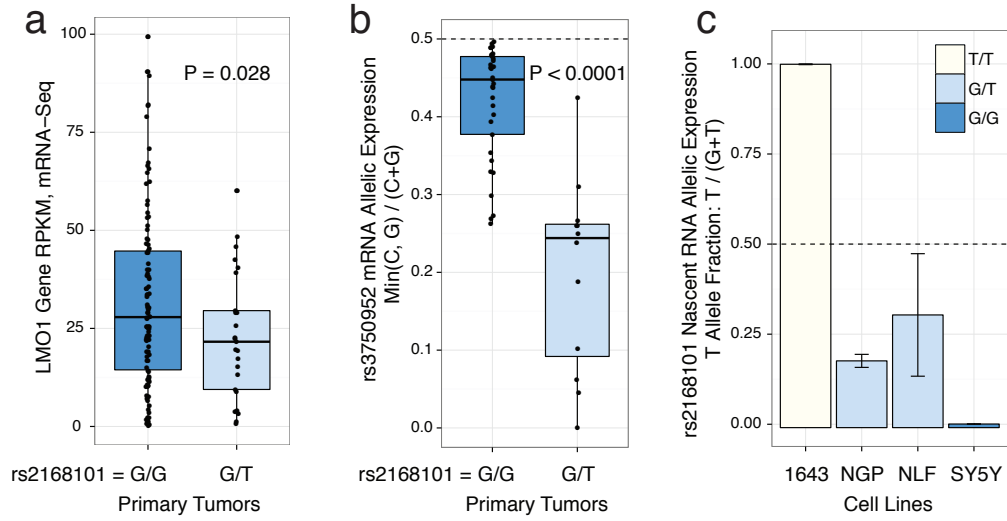 a
LMO1 Gene RPKM, mRNA−Seq
100
75
50
25
0
P = 0.028
rs2168101 = G/G
G/T
Primary Tumors
b
rs3750952 mRNA Allelic Expression
Min(C, G) / (C+G)
0.5
0.4
0.3
0.2
0.1
0.0
P < 0.0001
rs2168101 = G/G
G/T
Primary Tumors
c
rs2168101 Nascent RNA Allelic Expression
T Allele Fraction: T / (G+T)
1.00
0.75
0.50
0.25
0.00
T/T
G/T
G/G
1643
NGP
NLF
SY5Y
Cell Lines